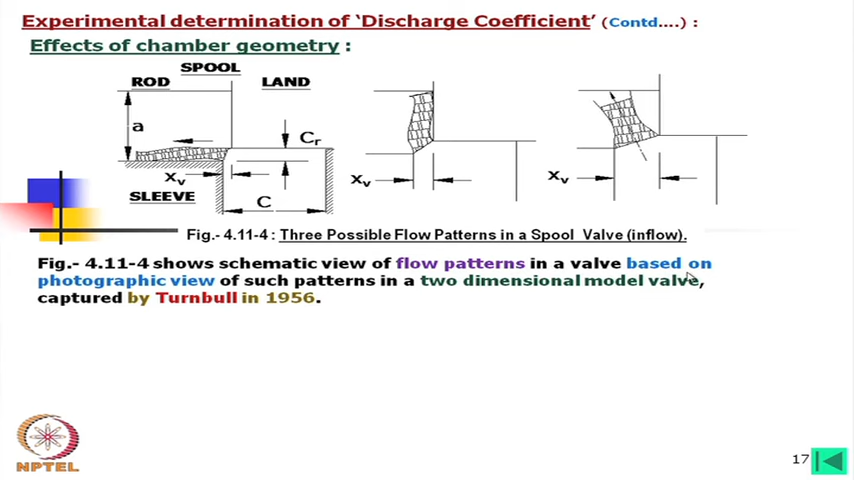 Experimental determination of ‘Discharge Coefficient’ (Contd....) :
Effects of chamber geometry :
SPOOL
ROD LAND
a
Cr
xv
xv
xv
SLEEVE
C
Fig.- 4.11-4 : Three Possible Flow Patterns in a Spool Valve (inflow).
Fig.- 4.11-4 shows schematic view of flow patterns in a valve based on
photographic view of such patterns in a two dimensional model valve,
captured by Turnbull in 1956.
NPTEL
17